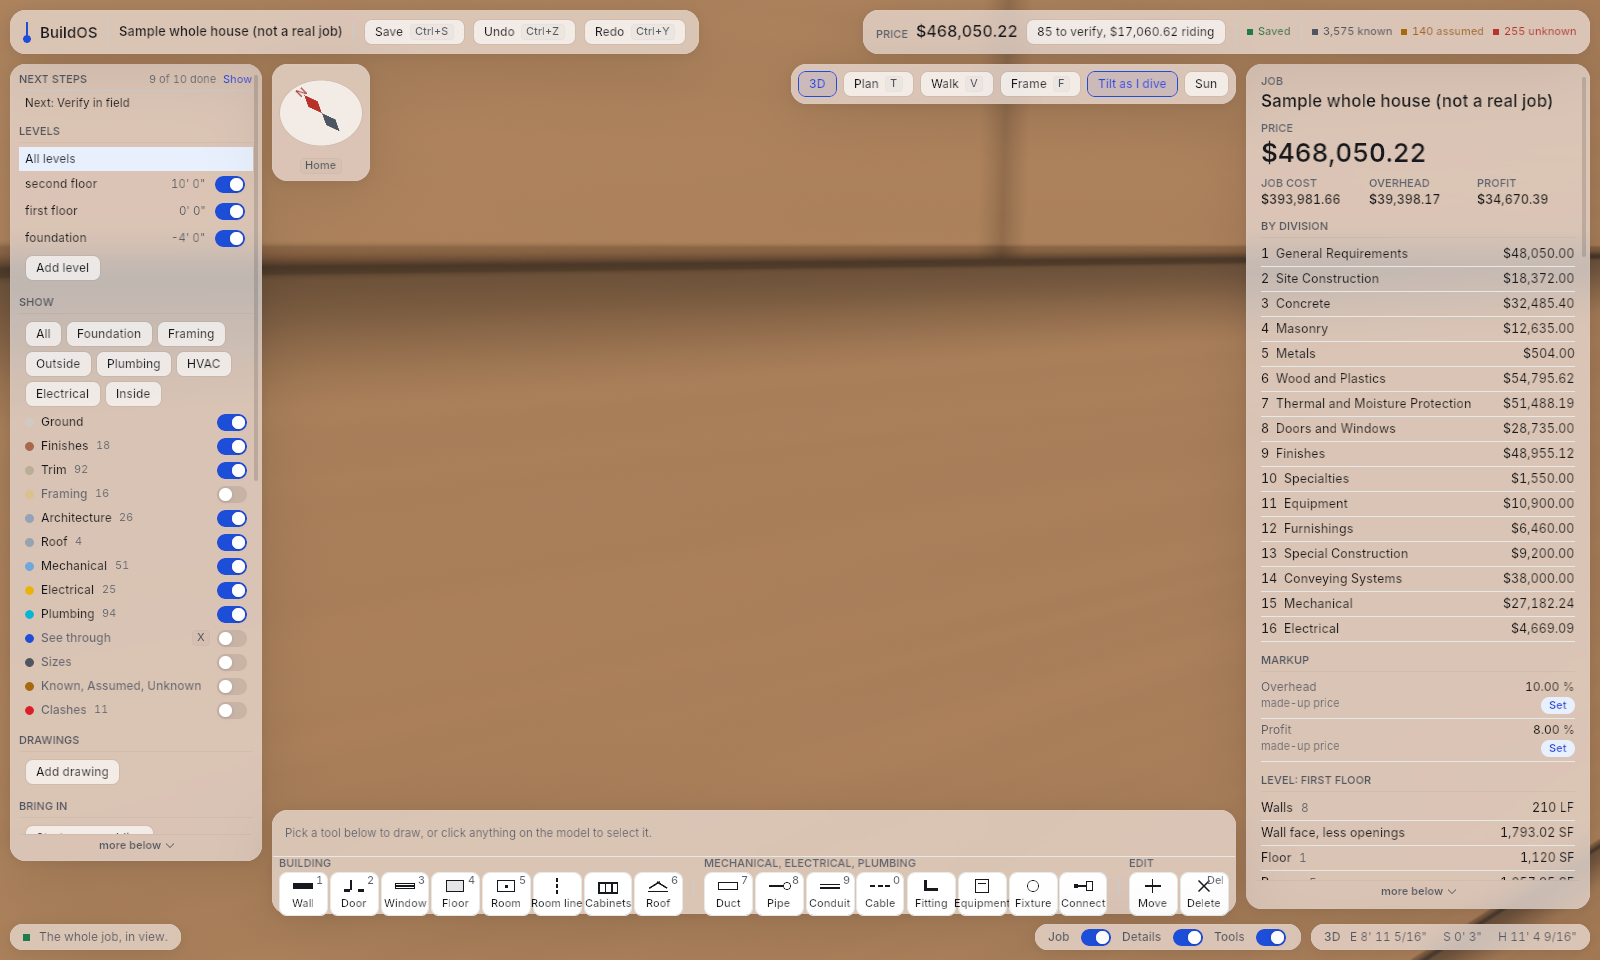 BuildOS Sample whole house (not a real job) Save Ctrl+S Undo Ctrl+Z Redo Ctrl+Y
PRICE $468,050.22 85 to verify, $17,060.62 riding Saved 3,575 known 140 assumed 255 unknown
NEXT STEPS 9 of 10 done Show
Next: Verify in field
LEVELS
All levels
second floor 10' 0"
first floor 0' 0"
foundation -4' 0"
Add level
SHOW
All Foundation Framing
Outside Plumbing HVAC
Electrical Inside
Ground
Finishes 18
Trim 92
Framing 16
Architecture 26
Roof 4
Mechanical 51
Electrical 25
Plumbing 94
See through X
Sizes
Known, Assumed, Unknown
Clashes 11
DRAWINGS
Add drawing
BRING IN
more below
N
Home
3D Plan T Walk V Frame F Tilt as I dive Sun
JOB
Sample whole house (not a real job)
PRICE
$468,050.22
JOB COST OVERHEAD PROFIT
$393,981.66 $39,398.17 $34,670.39
BY DIVISION
1 General Requirements $48,050.00
2 Site Construction $18,372.00
3 Concrete $32,485.40
4 Masonry $12,635.00
5 Metals $504.00
6 Wood and Plastics $54,795.62
7 Thermal and Moisture Protection $51,488.19
8 Doors and Windows $28,735.00
9 Finishes $48,955.12
10 Specialties $1,550.00
11 Equipment $10,900.00
12 Furnishings $6,460.00
13 Special Construction $9,200.00
14 Conveying Systems $38,000.00
15 Mechanical $27,182.24
16 Electrical $4,669.09
MARKUP
Overhead 10.00 %
made-up price Set
Profit 8.00 %
made-up price Set
LEVEL: FIRST FLOOR
Walls 8 210 LF
Wall face, less openings 1,793.02 SF
Floor 1 1,120 SF
more below
Pick a tool below to draw, or click anything on the model to select it.
BUILDING MECHANICAL, ELECTRICAL, PLUMBING EDIT
1 2 3 4 5 6 7 8 9 0 Del
Wall Door Window Floor Room Room line Cabinets Roof Duct Pipe Conduit Cable Fitting Equipment Fixture Connect Move Delete
The whole job, in view.
Job Details Tools
3D E 8' 11 5/16" S 0' 3" H 11' 4 9/16"